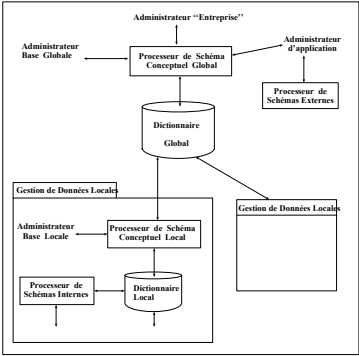 Administrateur “Entreprise’’
Administrateur
Base Globale
Processeur de Schéma
Conceptuel Global
Administrateur
d'application
Processeur de
Schémas Externes
Dictionnaire
Global
Gestion de Données Locales
Administrateur
Base Locale
Processeur de Schéma
Conceptuel Local
Processeur de
Schémas Internes
Dictionnaire
Local
Gestion de Données Locales